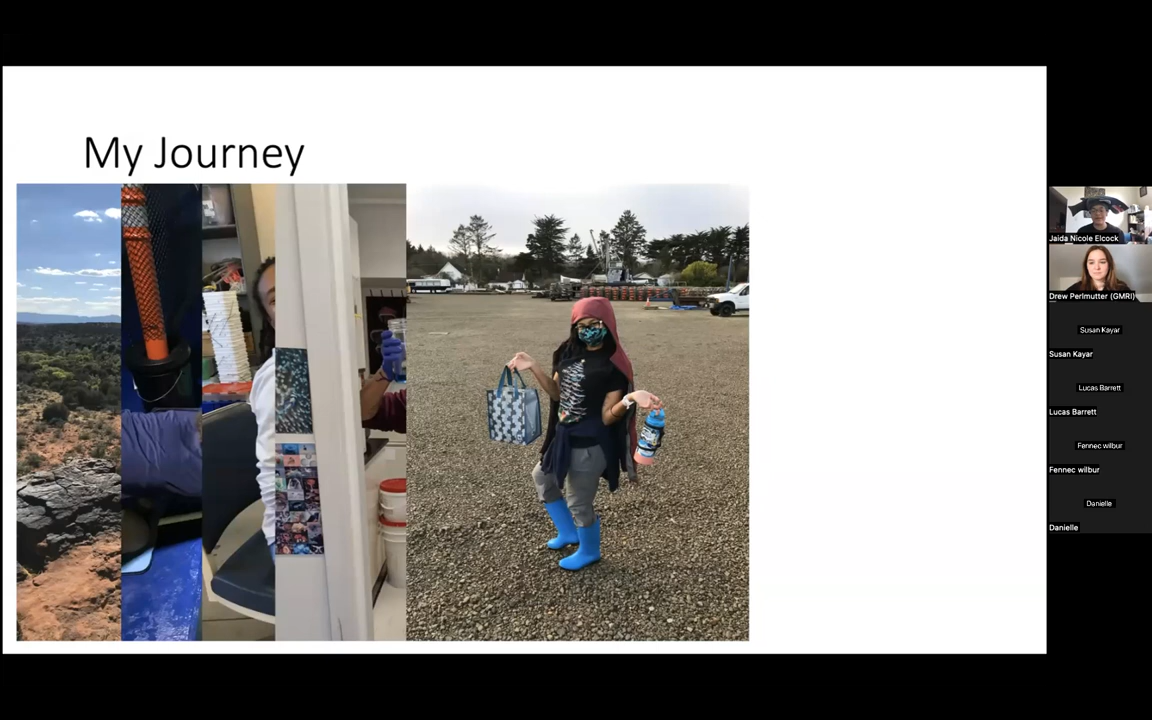 My Journey
Jaida Nicole Elcock
Drew Perlmutter (GMRI)
Susan Kayar
Susan Kayar
Lucas Barrett
Lucas Barrett
Fennec wilbur
Fennec wilbur
Danielle
Danielle